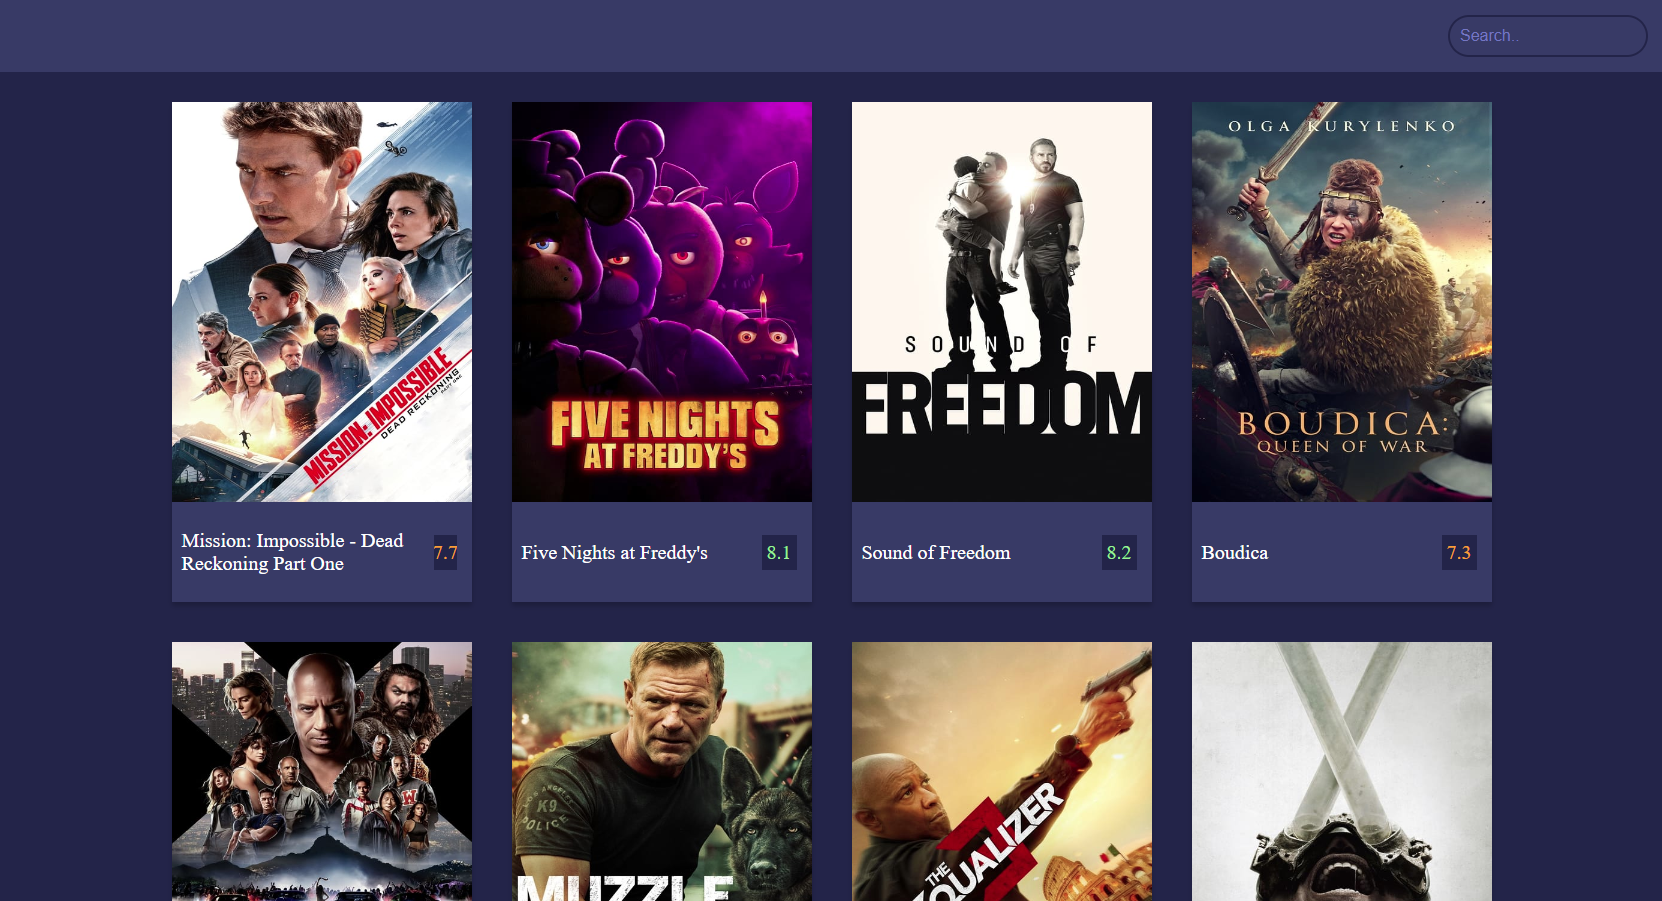 Search..
MISSION: IMPOSSIBLE
DEAD RECKONING
PART ONE
FIVE NIGHTS
AT FREDDY'S
SOUND OF
FREEDOM
OLGA KURYLENKO
BOUDICA:
QUEEN OF WAR
Mission: Impossible - Dead
Reckoning Part One
7.7
Five Nights at Freddy's
8.1
Sound of Freedom
8.2
Boudica
7.3
W
LOS ANGELES
K9
POLICE
MUZZLE
THE
EQUALIZER
3